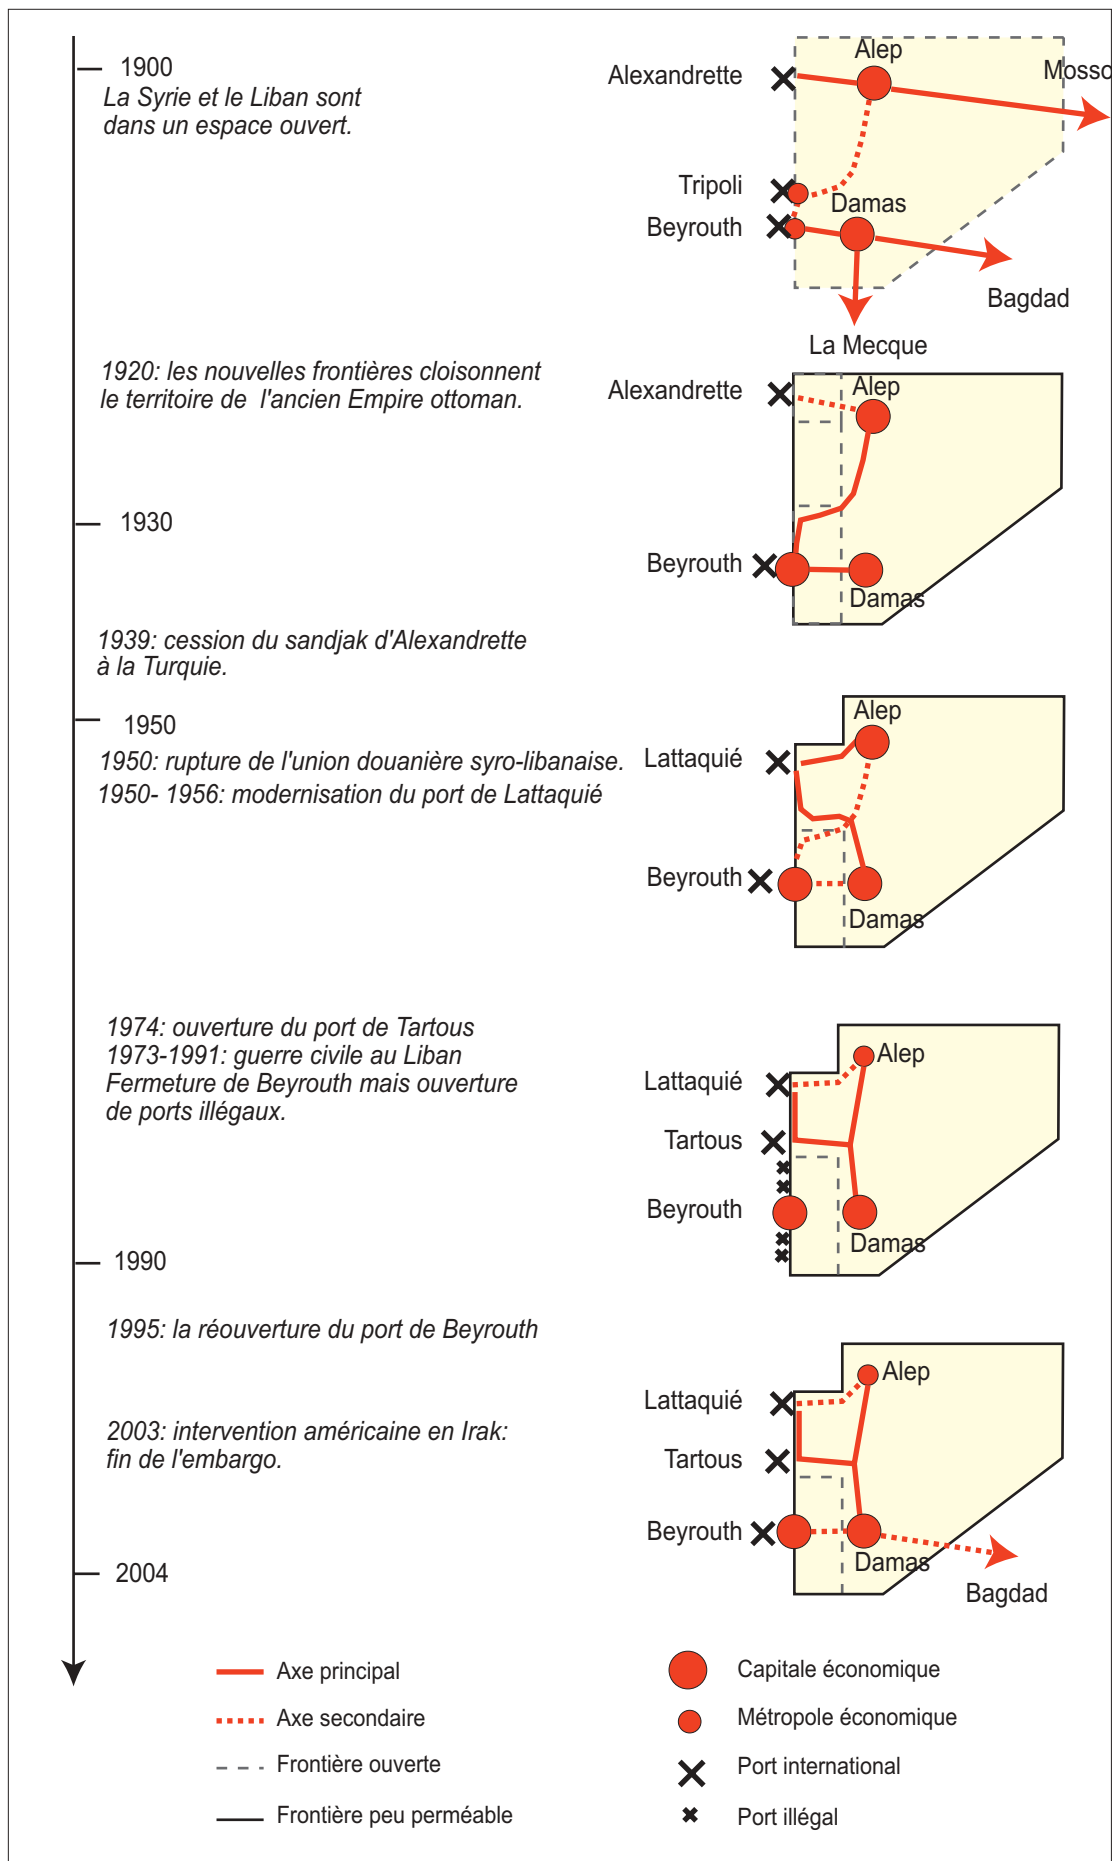 1900
La Syrie et le Liban sont
dans un espace ouvert.
Alexandrette
Alep
Mosso
Tripoli
Damas
Beyrouth
Bagdad
La Mecque
1920: les nouvelles frontières cloisonnent
le territoire de l'ancien Empire ottoman.
Alexandrette
Alep
1930
Beyrouth
Damas
1939: cession du sandjak d'Alexandrette
à la Turquie.
1950
1950: rupture de l'union douanière syro-libanaise.
1950- 1956: modernisation du port de Lattaquié
Alep
Lattaquié
Beyrouth
Damas
1974: ouverture du port de Tartous
1973-1991: guerre civile au Liban
Fermeture de Beyrouth mais ouverture
de ports illégaux.
Alep
Lattaquié
Tartous
Beyrouth
Damas
1990
1995: la réouverture du port de Beyrouth
2003: intervention américaine en Irak:
fin de l'embargo.
Alep
Lattaquié
Tartous
Beyrouth
Damas
Bagdad
2004
Axe principal
Axe secondaire
Frontière ouverte
Frontière peu perméable
Capitale économique
Métropole économique
Port international
Port illégal